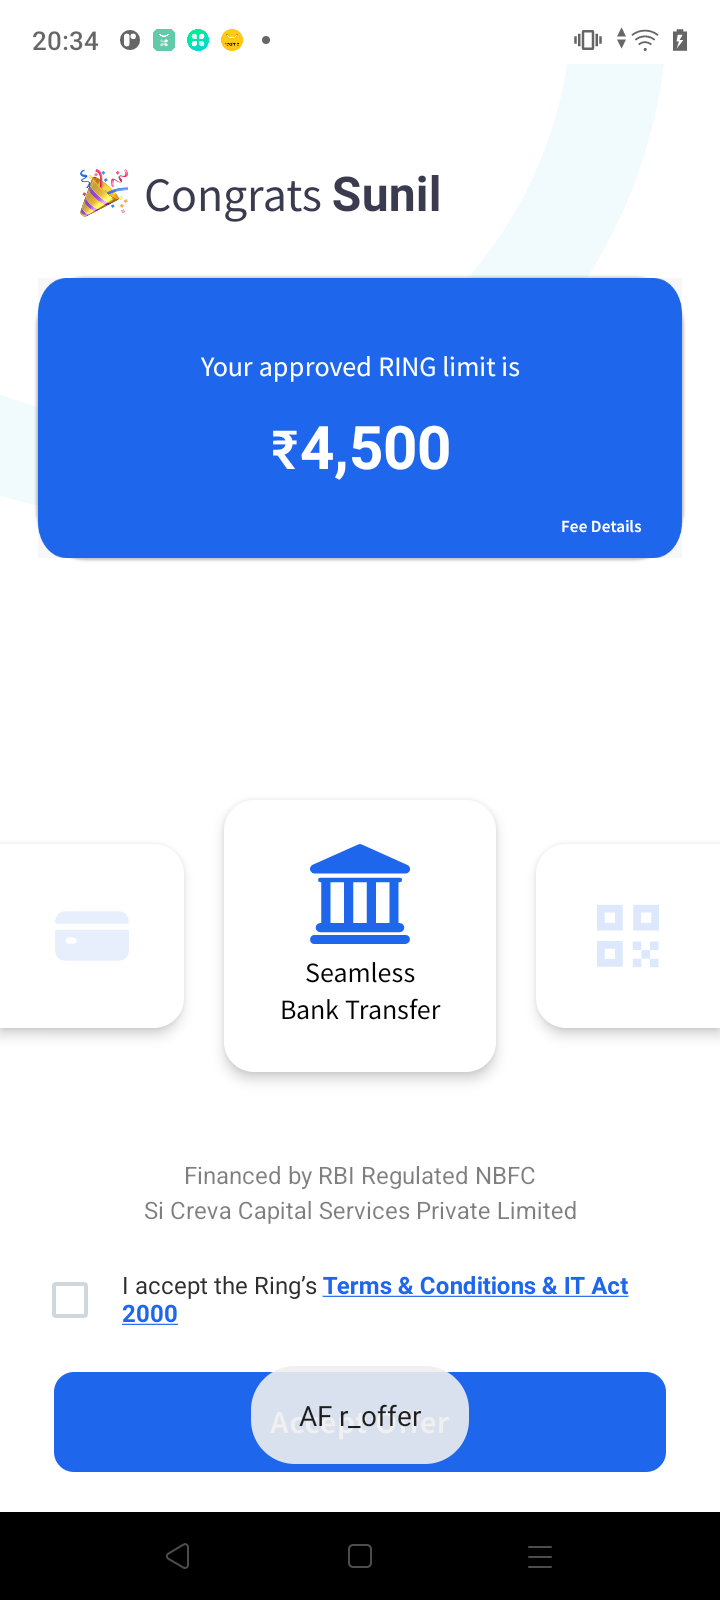 20:34
Congrats Sunil
Your approved RING limit is
₹4,500
Fee Details
Seamless
Bank Transfer
Financed by RBI Regulated NBFC
Si Creva Capital Services Private Limited
I accept the Ring’s Terms & Conditions & IT Act
2000
Accept Offer
AF r_offer